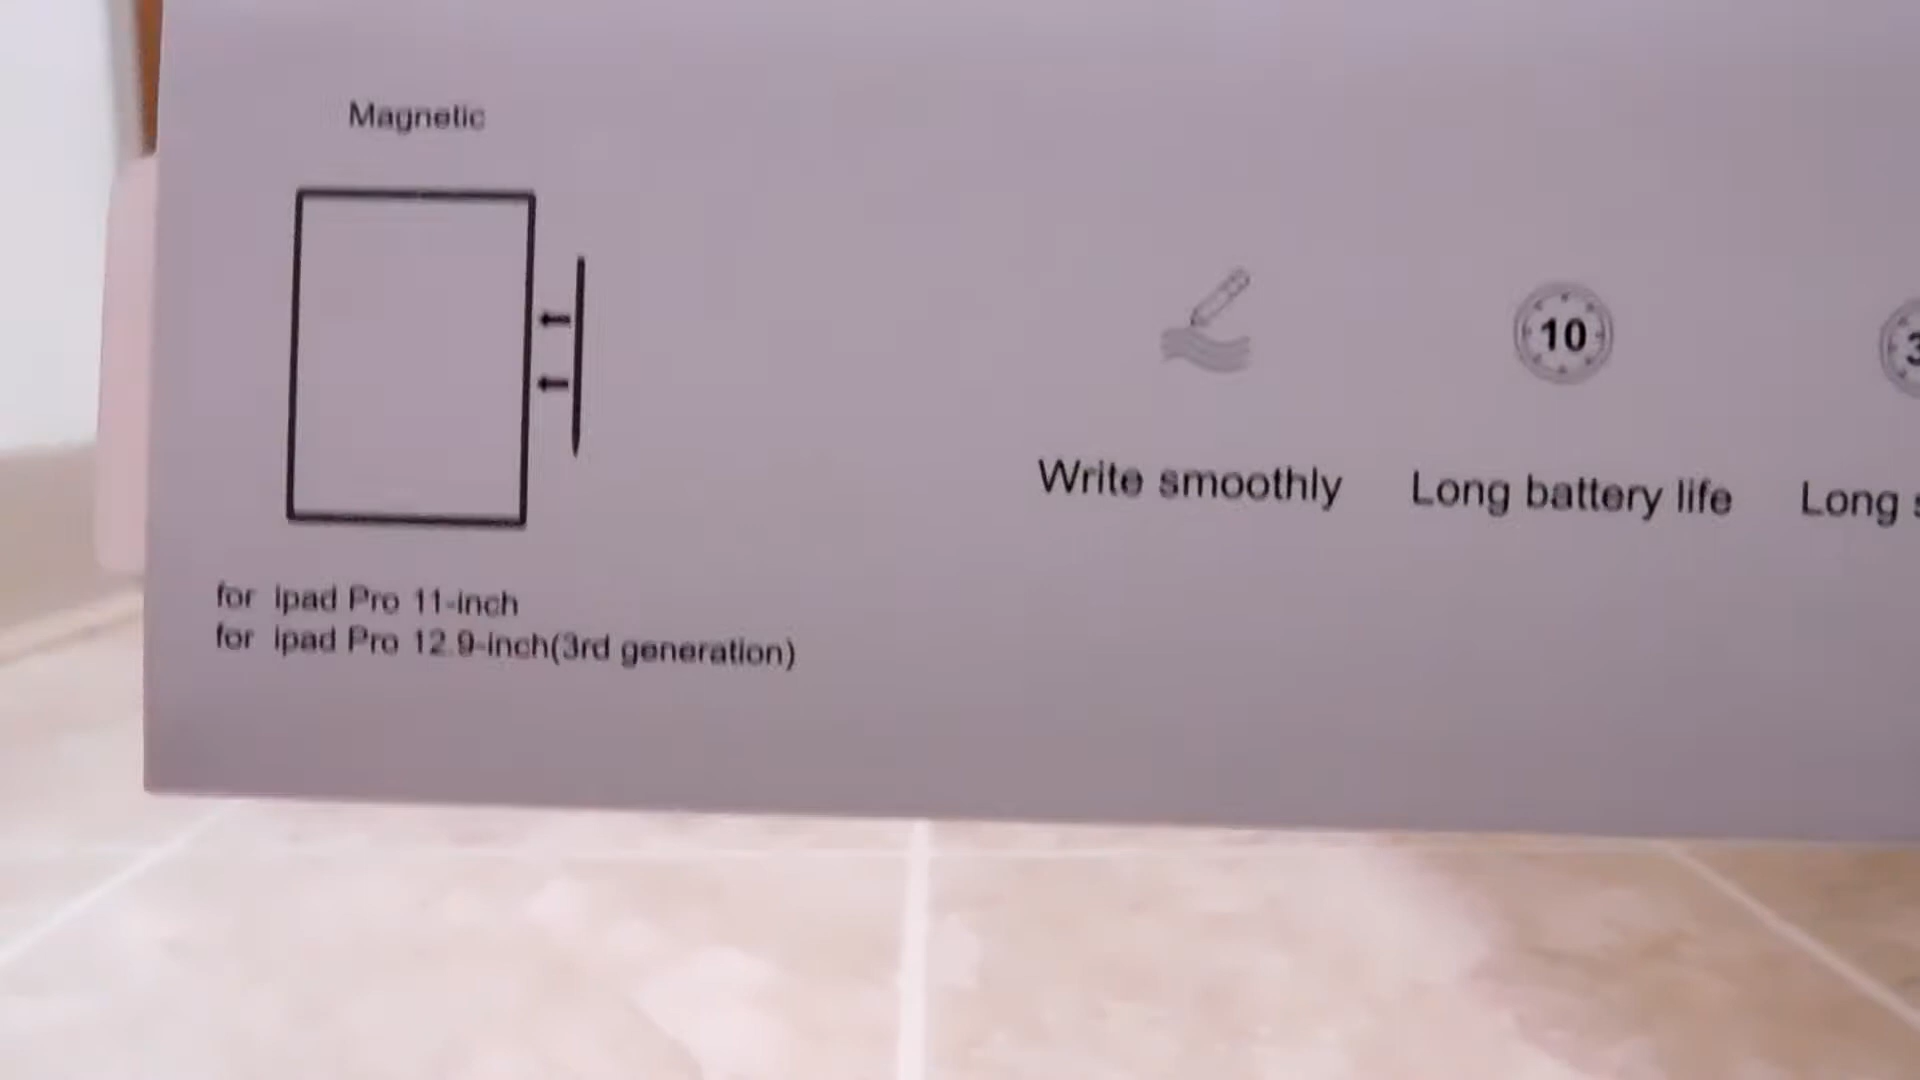 Magnetic
10
Write smoothly
Long battery life
Long
for ipad Pro 11-inch
for ipad Pro 12.9-inch(3rd generation)